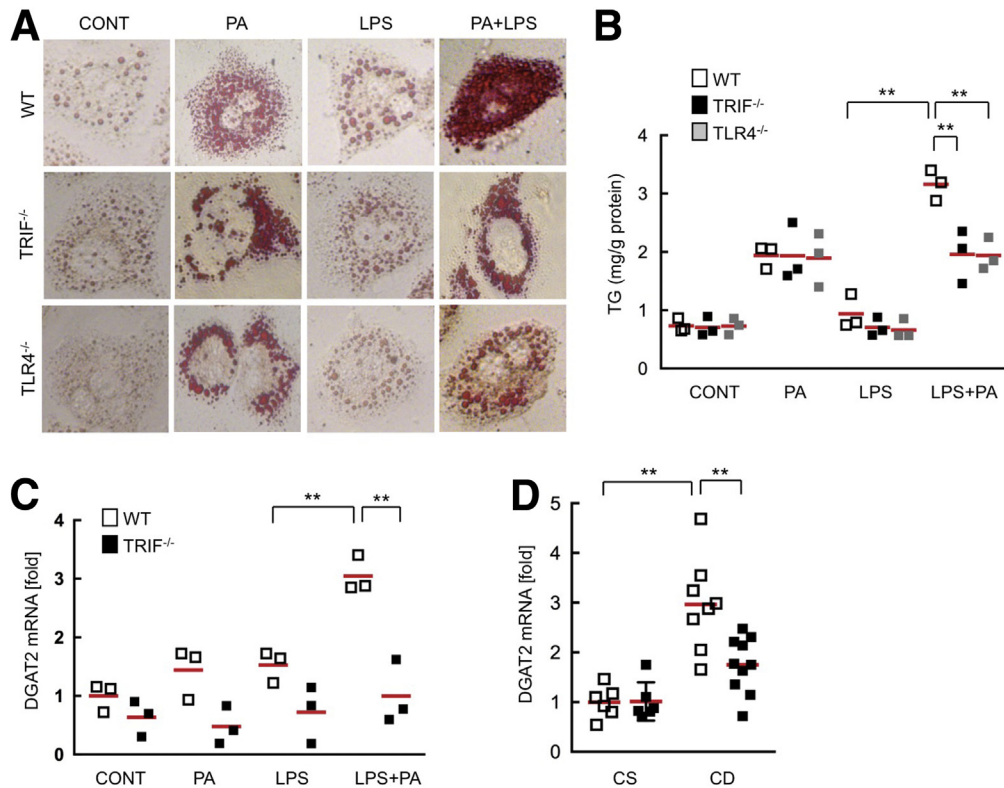 A
CONT PA LPS PA+LPS
WT
TRIF-/-
TLR4-/-
B
WT
TRIF-/-
TLR4-/-
** **
**
TG (mg/g protein)
4
3
2
1
0
CONT PA LPS LPS+PA
C
WT
TRIF-/-
** **
DGAT2 mRNA [fold]
4
3
2
1
0
CONT PA LPS LPS+PA
D
** **
DGAT2 mRNA [fold]
5
4
3
2
1
0
CS CD